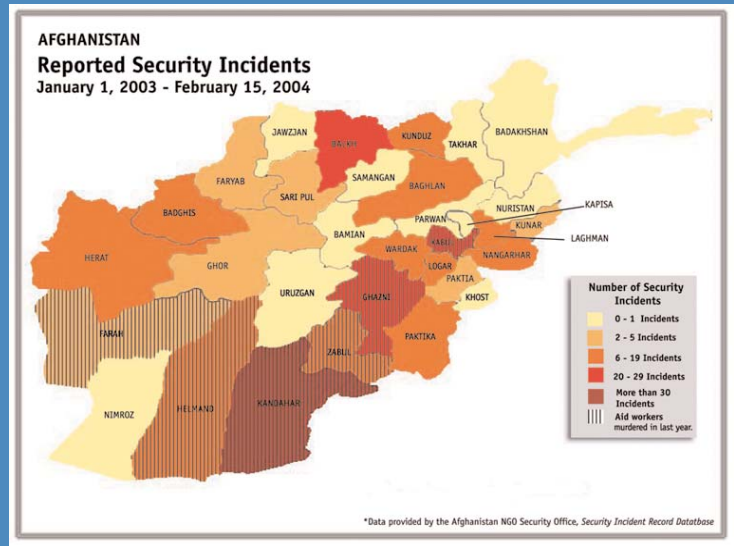 AFGHANISTAN
Reported Security Incidents
January 1, 2003 - February 15, 2004
JAWZJAN
BALKH
KUNDUZ
TAKHAR
BADAKHSHAN
FARYAB
SARI PUL
SAMANGAN
BAGHLAN
BADGHIS
NURISTAN
KAPISA
PARWAN
KUNAR
BAMIAN
KABUL
LAGHMAN
HERAT
WARDAK
NANGARHAR
GHOR
LOGAR
PAKTIA
URUZGAN
GHAZNI
KHOST
FARAH
ZABUL
PAKTIKA
NIMROZ
HELMAND
KANDAHAR
Number of Security
Incidents
0 - 1 Incidents
2 - 5 Incidents
6 - 19 Incidents
20 - 29 Incidents
More than 30
Incidents
Aid workers
murdered in last year.
*Data provided by the Afghanistan NGO Security Office, Security Incident Record Datatbase